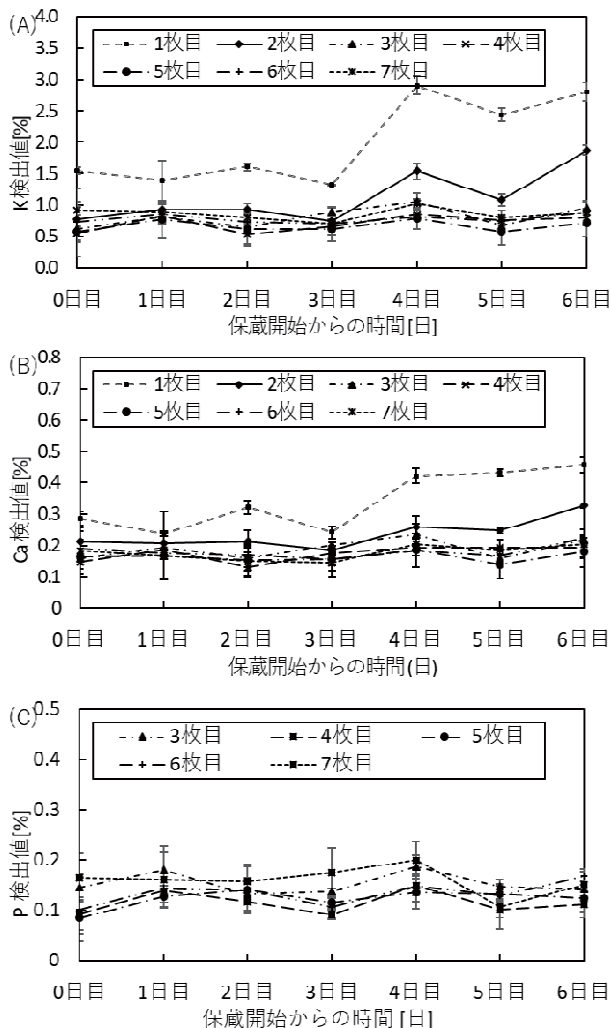 (A)
4.0
3.5
3.0
2.5
2.0
1.5
1.0
0.5
0.0
K 検出値[%]
1枚目 2枚目 3枚目 4枚目
5枚目 6枚日 7枚日
0日目 1日目 2日目 3日目 4日目 5日目 6日目
保蔵開始からの時間[日]
(B)
0.8
0.7
0.6
0.5
0.4
0.3
0.2
0.1
0
Ca 検出値[%]
1枚目 2枚目 3枚目 4枚目
5枚目 6枚目 7枚目
0日目 1日目 2日目 3日目 4日目 5日目 6日目
保蔵開始からの時間(日)
(C)
0.5
0.4
0.3
0.2
0.1
0
P 検出値[%]
3枚目 4枚目 5枚目
6枚目 7枚目
0日目 1日目 2日目 3日目 4日目 5日目 6日目
保蔵開始からの時間 [日]